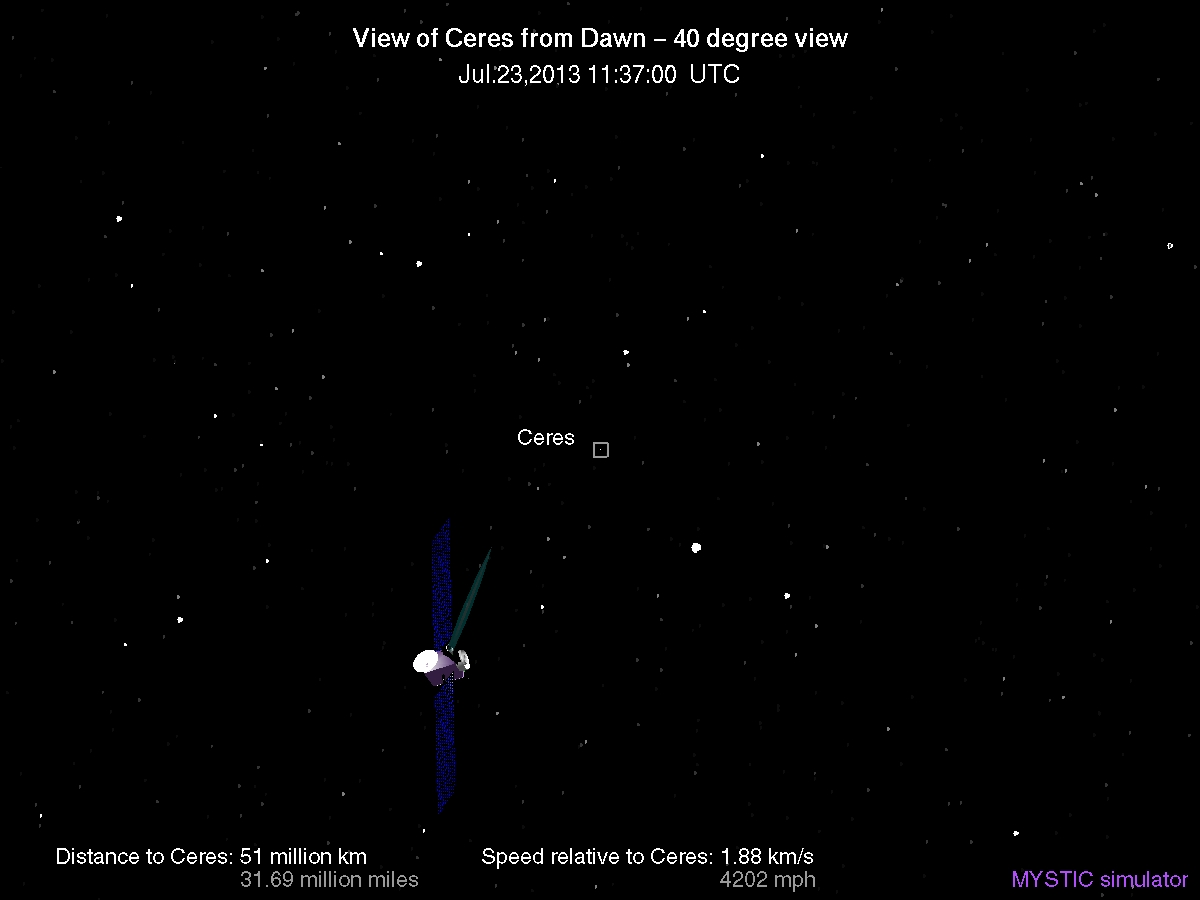 View of Ceres from Dawn – 40 degree view
Jul.23,2013 11:37:00 UTC
Ceres
Distance to Ceres: 51 million km
31.69 million miles
Speed relative to Ceres: 1.88 km/s
4202 mph
MYSTIC simulator